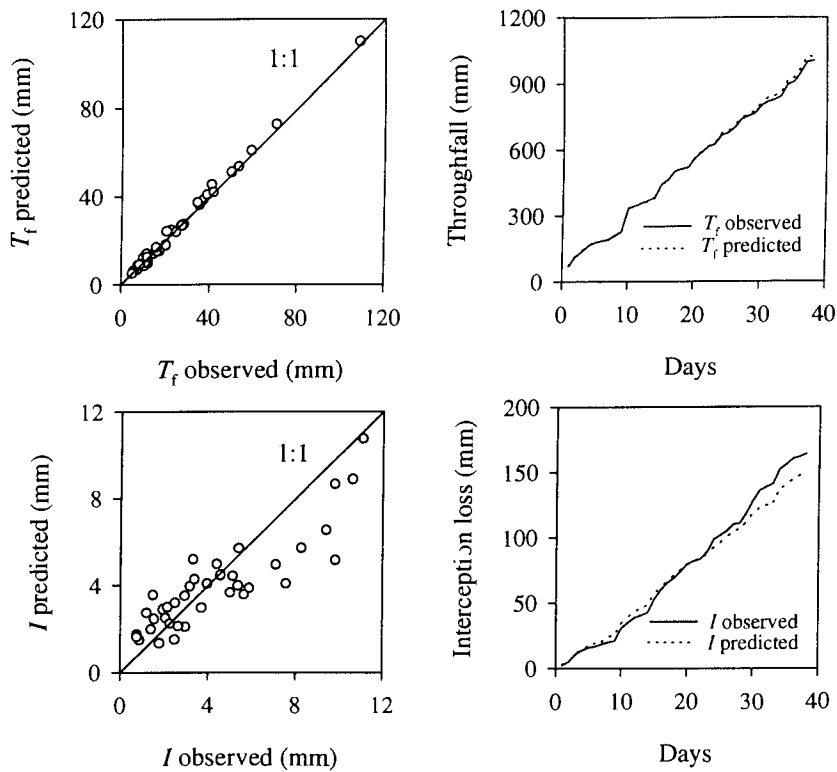 120
80
40
0
T_f predicted (mm)
1:1
0 40 80 120
T_f observed (mm)
1200
900
600
300
0
Throughfall (mm)
T_f observed
T_f predicted
0 10 20 30 40
Days
12
8
4
0
I predicted (mm)
1:1
0 4 8 12
I observed (mm)
200
150
100
50
0
Interception loss (mm)
I observed
I predicted
0 10 20 30 40
Days